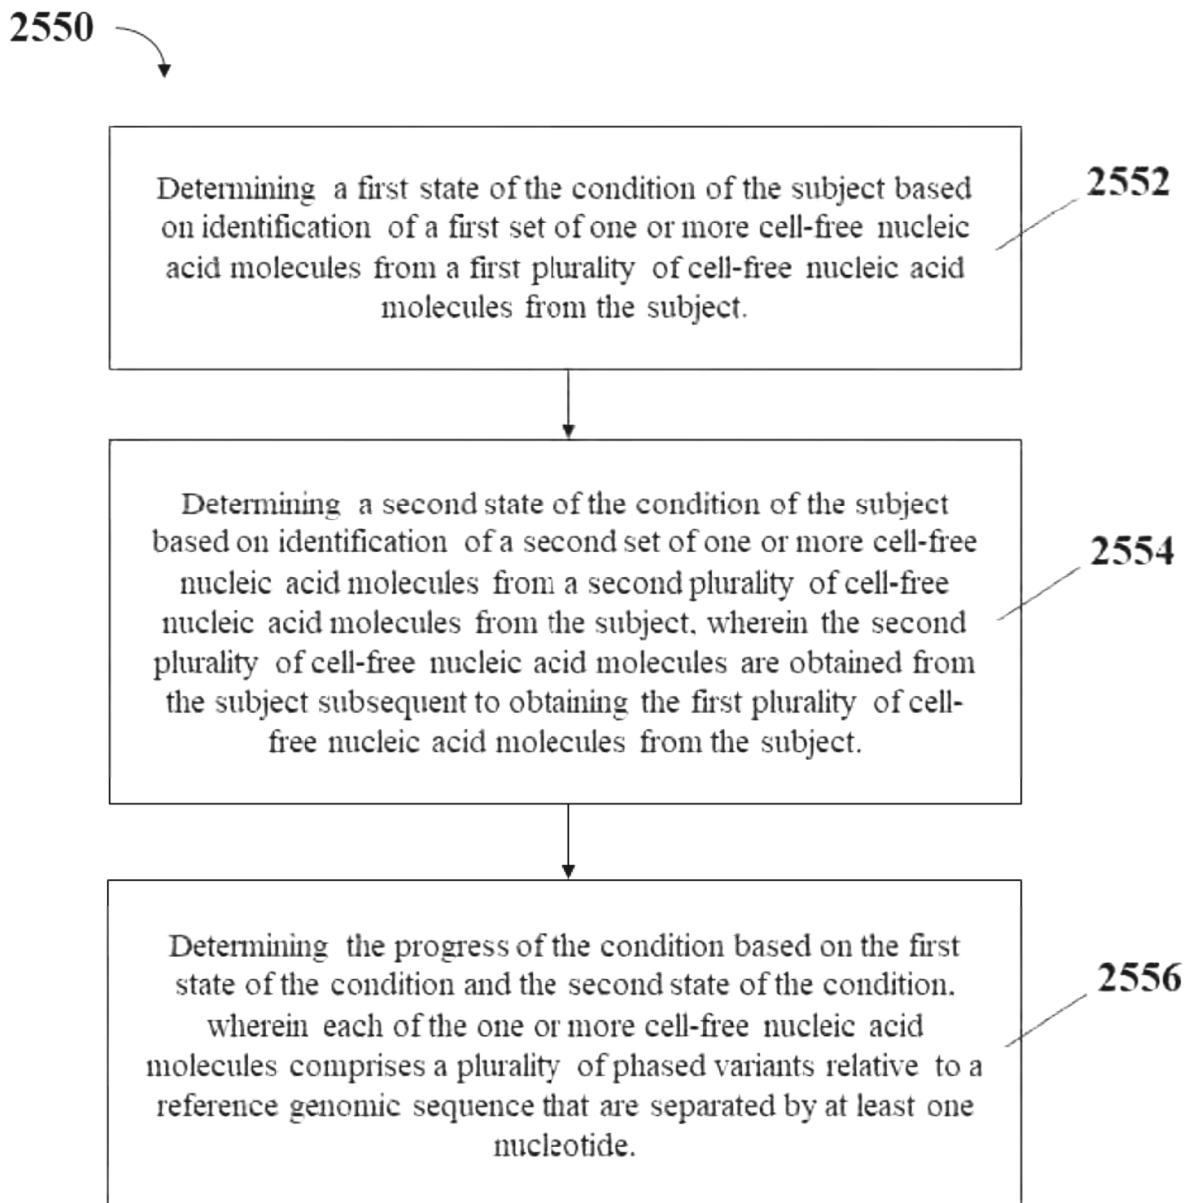 2550
Determining a first state of the condition of the subject based
on identification of a first set of one or more cell-free nucleic
acid molecules from a first plurality of cell-free nucleic acid
molecules from the subject.
2552
Determining a second state of the condition of the subject
based on identification of a second set of one or more cell-free
nucleic acid molecules from a second plurality of cell-free
nucleic acid molecules from the subject, wherein the second
plurality of cell-free nucleic acid molecules are obtained from
the subject subsequent to obtaining the first plurality of cell-
free nucleic acid molecules from the subject.
2554
Determining the progress of the condition based on the first
state of the condition and the second state of the condition.
wherein each of the one or more cell-free nucleic acid
molecules comprises a plurality of phased variants relative to a
reference genomic sequence that are separated by at least one
nucleotide.
2556